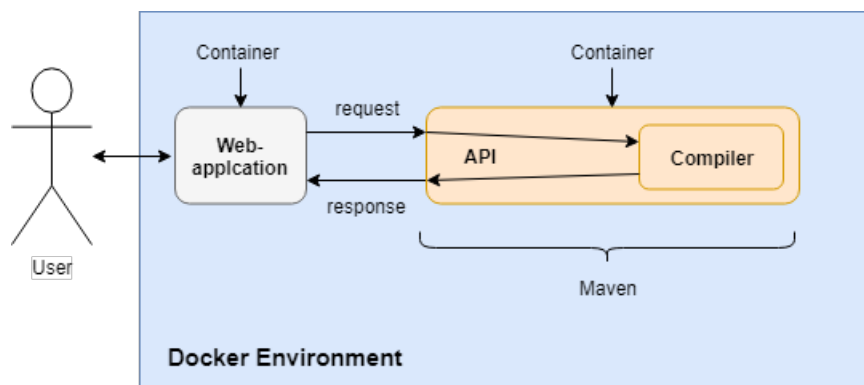 Container
Container
request
Web-
applcation
API
Compiler
response
User
Maven
Docker Environment